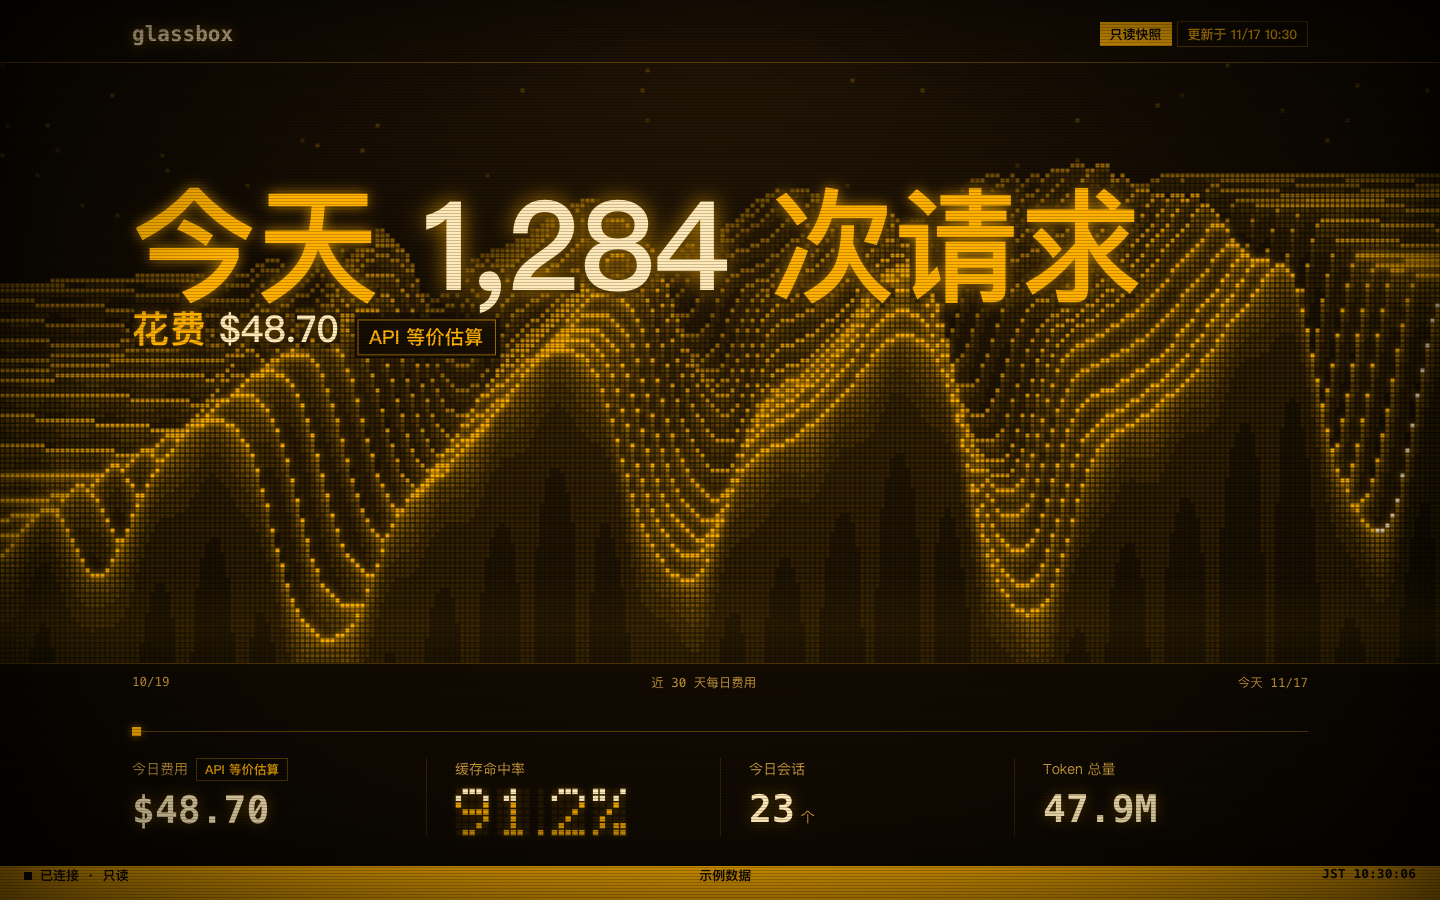 glassbox
只读快照 更新于 11/17 10:30
今天 1,284 次请求
花费 $48.70 API 等价估算
10/19 近 30 天每日费用 今天 11/17
今日费用 API 等价估算
$48.70
缓存命中率
91.2%
今日会话
23 个
Token 总量
47.9M
已连接 · 只读 示例数据 JST 10:30:06